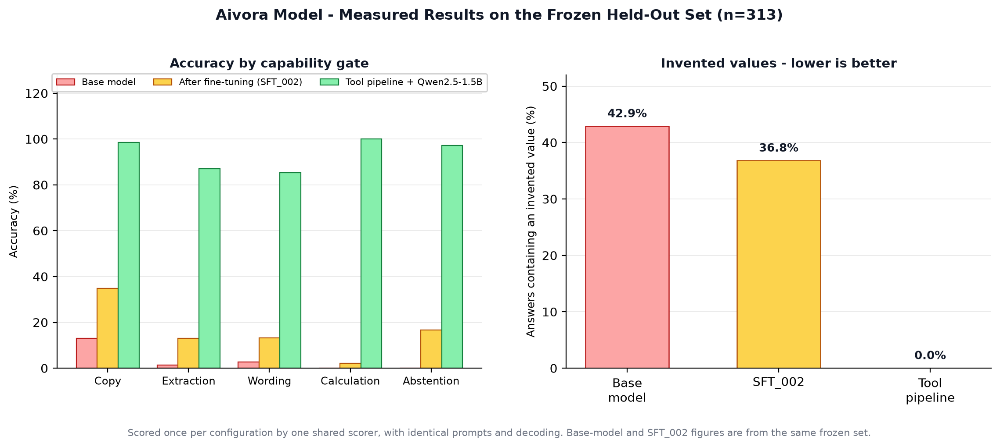 Aivora Model - Measured Results on the Frozen Held-Out Set (n=313)
Accuracy by capability gate
Base model
After fine-tuning (SFT_002)
Tool pipeline + Qwen2.5-1.5B
Accuracy (%)
120
100
80
60
40
20
0
Copy
Extraction
Wording
Calculation
Abstention
Invented values - lower is better
Answers containing an invented value (%)
50
40
30
20
10
0
42.9%
36.8%
0.0%
Base
model
SFT_002
Tool
pipeline
Scored once per configuration by one shared scorer, with identical prompts and decoding. Base-model and SFT_002 figures are from the same frozen set.